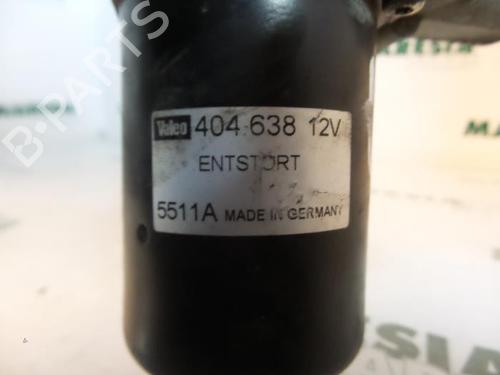 B-PARTS
Valeo 404 638 12V
ENTSTORT
5511A MADE IN GERMANY